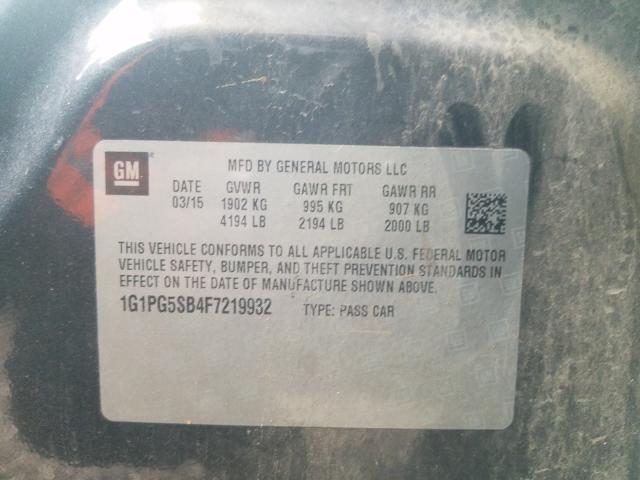 GM
MFD BY GENERAL MOTORS LLC
DATE GVWR GAWR FRT GAWR RR
03/15 1902 KG 995 KG 907 KG
4194 LB 2194 LB 2000 LB
THIS VEHICLE CONFORMS TO ALL APPLICABLE U.S. FEDERAL MOTOR
VEHICLE SAFETY, BUMPER, AND THEFT PREVENTION STANDARDS IN
EFFECT ON THE DATE OF MANUFACTURE SHOWN ABOVE.
1G1PG5SB4F7219932 TYPE: PASS CAR